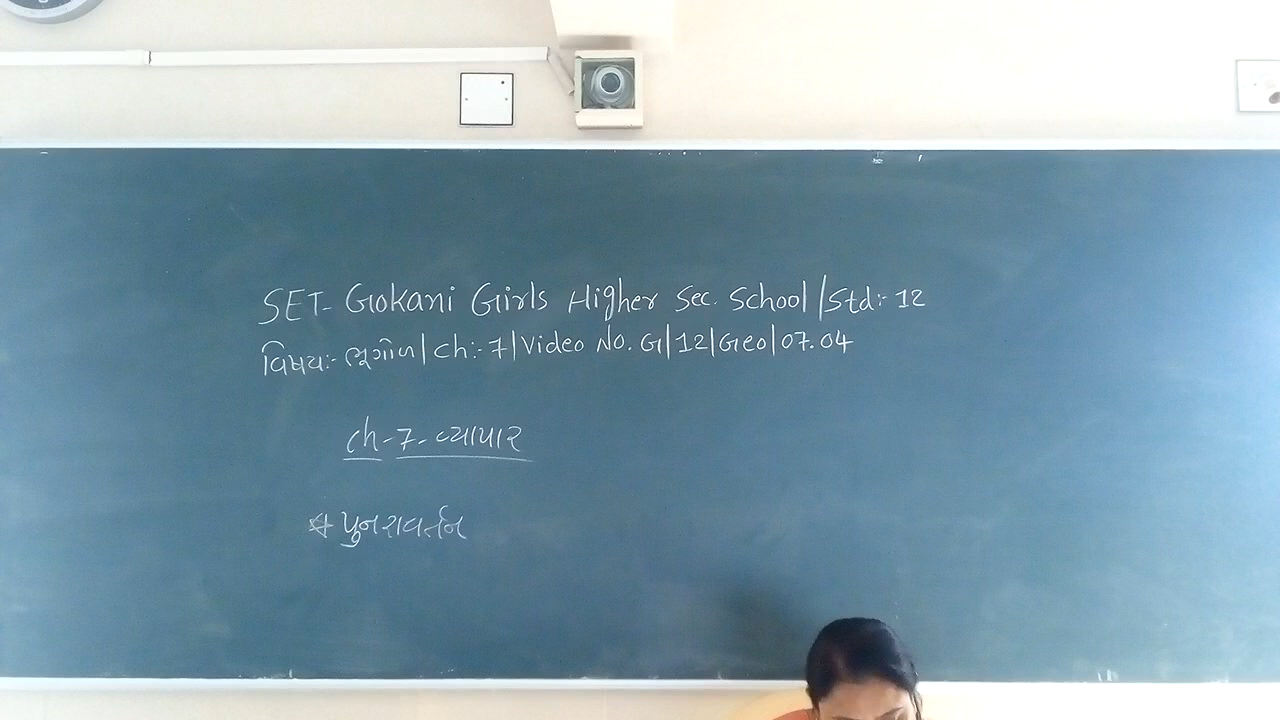 SET- Gokani Girls Higher Sec. School/Std:- 12
વિષય:- ભૂગોળ/Ch:-7/Video No. G/12/Geo/07.04
ch-7-વ્યાપાર
* પુનરાવર્તન